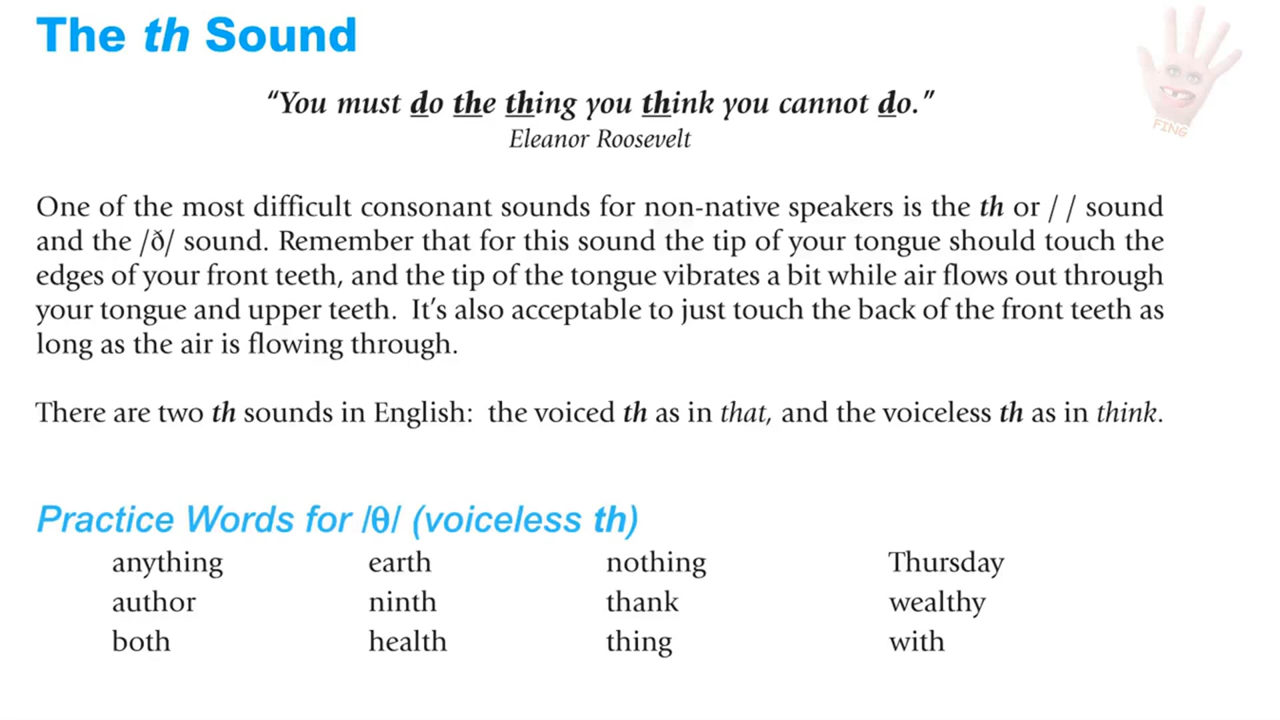 The th Sound
FING
“You must do the thing you think you cannot do.”
Eleanor Roosevelt
One of the most difficult consonant sounds for non-native speakers is the th or / / sound
and the /ð/ sound. Remember that for this sound the tip of your tongue should touch the
edges of your front teeth, and the tip of the tongue vibrates a bit while air flows out through
your tongue and upper teeth. It’s also acceptable to just touch the back of the front teeth as
long as the air is flowing through.
There are two th sounds in English: the voiced th as in that, and the voiceless th as in think.
Practice Words for /θ/ (voiceless th)
anything earth nothing Thursday
author ninth thank wealthy
both health thing with